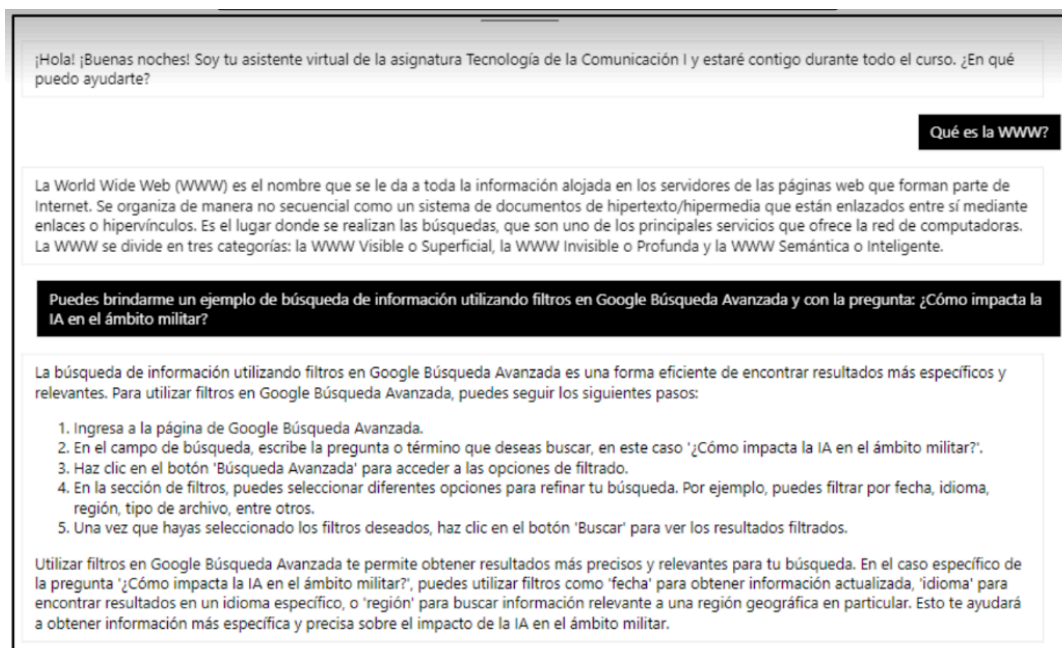 ¡Hola! ¡Buenas noches! Soy tu asistente virtual de la asignatura Tecnología de la Comunicación I y estaré contigo durante todo el curso. ¿En qué
puedo ayudarte?
Qué es la WWW?
La World Wide Web (WWW) es el nombre que se le da a toda la información alojada en los servidores de las páginas web que forman parte de
Internet. Se organiza de manera no secuencial como un sistema de documentos de hipertexto/hipermedia que están enlazados entre sí mediante
enlaces o hipervínculos. Es el lugar donde se realizan las búsquedas, que son uno de los principales servicios que ofrece la red de computadoras.
La WWW se divide en tres categorías: la WWW Visible o Superficial, la WWW Invisible o Profunda y la WWW Semántica o Inteligente.
Puedes brindarme un ejemplo de búsqueda de información utilizando filtros en Google Búsqueda Avanzada y con la pregunta: ¿Cómo impacta la
IA en el ámbito militar?
La búsqueda de información utilizando filtros en Google Búsqueda Avanzada es una forma eficiente de encontrar resultados más específicos y
relevantes. Para utilizar filtros en Google Búsqueda Avanzada, puedes seguir los siguientes pasos:
1. Ingresa a la página de Google Búsqueda Avanzada.
2. En el campo de búsqueda, escribe la pregunta o término que deseas buscar, en este caso '¿Cómo impacta la IA en el ámbito militar?'.
3. Haz clic en el botón 'Búsqueda Avanzada' para acceder a las opciones de filtrado.
4. En la sección de filtros, puedes seleccionar diferentes opciones para refinar tu búsqueda. Por ejemplo, puedes filtrar por fecha, idioma,
región, tipo de archivo, entre otros.
5. Una vez que hayas seleccionado los filtros deseados, haz clic en el botón 'Buscar' para ver los resultados filtrados.
Utilizar filtros en Google Búsqueda Avanzada te permite obtener resultados más precisos y relevantes para tu búsqueda. En el caso específico de
la pregunta '¿Cómo impacta la IA en el ámbito militar?', puedes utilizar filtros como 'fecha' para obtener información actualizada, 'idioma' para
encontrar resultados en un idioma específico, o 'región' para buscar información relevante a una región geográfica en particular. Esto te ayudará
a obtener información más específica y precisa sobre el impacto de la IA en el ámbito militar.